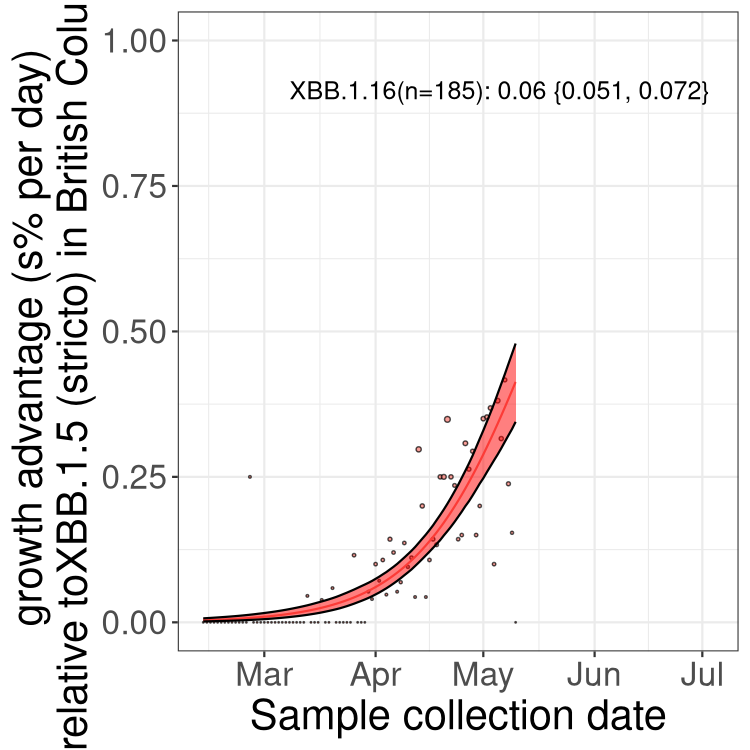 growth advantage (s% per day)
relative toXBB.1.5 (stricto) in British Colu
1.00
0.75
0.50
0.25
0.00
XBB.1.16(n=185): 0.06 {0.051, 0.072}
Mar Apr May Jun Jul
Sample collection date